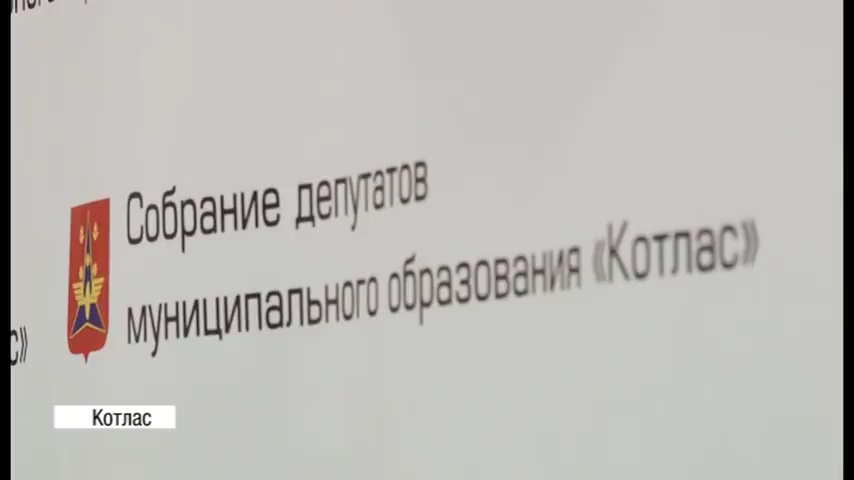 Собрание депутатов
муниципального образования «Котлас»
с»
Котлас